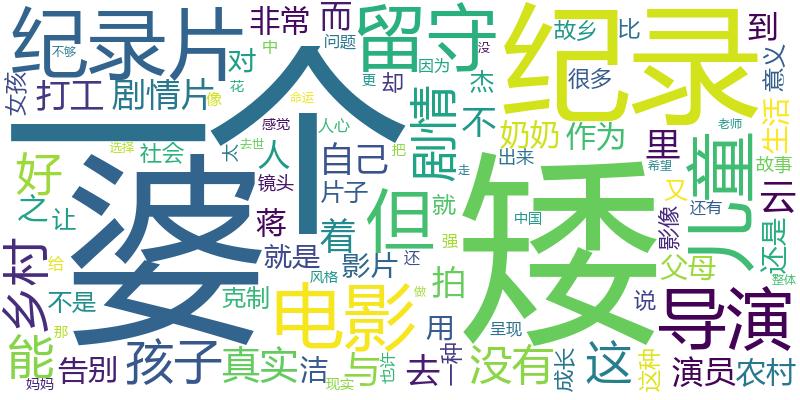 纪录片
非常
而
留守
纪录
故乡
比
到
不够
中
问题
没
女孩
对
因为
更
却
杰
很多
意义
打工
剧情片
花
像
命运
一个
剧情
不
奶奶
作为
里
儿童
生活
老师
故事
好
选择
社会
去世
感觉
太
人
人心
自己
把
出来
走
希望
又
云
之
让
婆
镜头
片子
蒋
着
但
就
矮
中国
影像
还有
还是
乡村
给
不是
克制
就是
影片
还
强
风格
电影
拍
做
父母
说
导演
整体
那
能
孩子
真实
洁
与
也许
用
去
一种
呈现
没有
成长
这
这种
演员
农村
妈妈
告别
现实